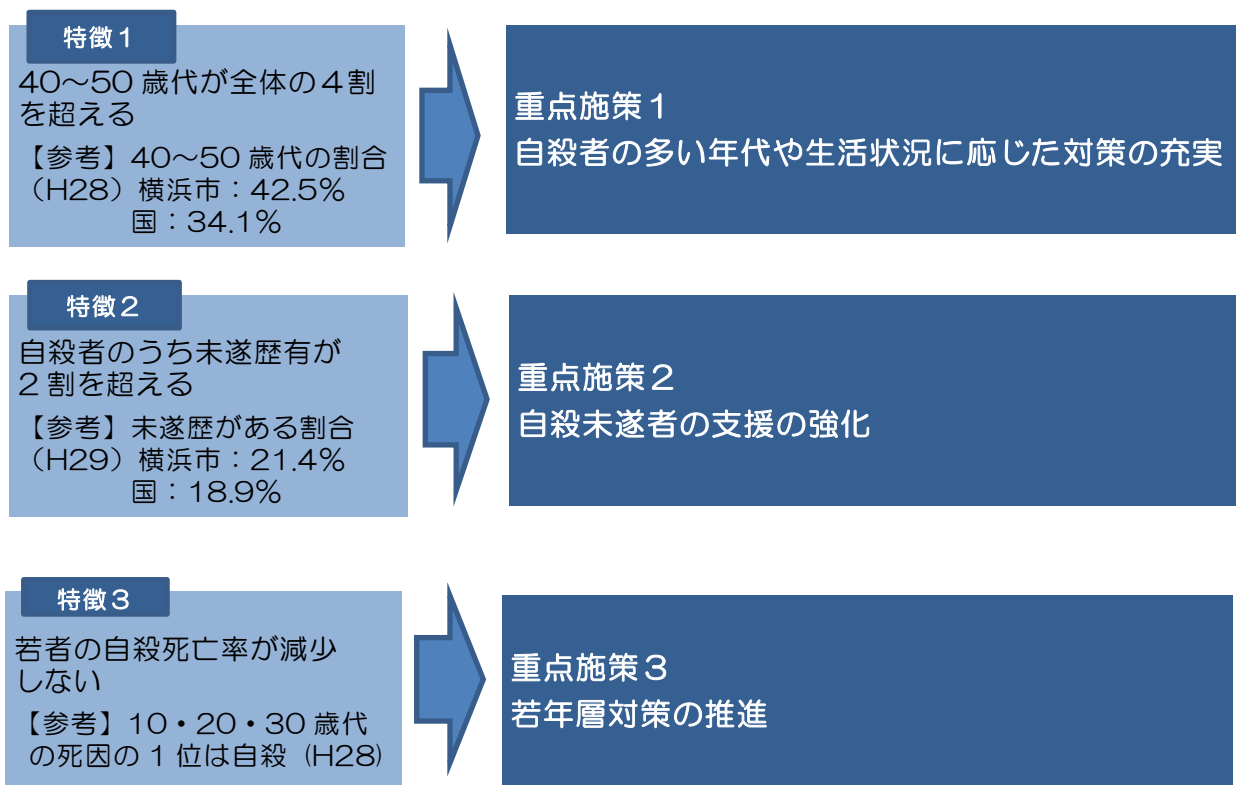 特徴1
40～50 歳代が全体の4割
を超える
【参考】40～50 歳代の割合
（H28）横浜市：42.5%
国：34.1%
重点施策1
自殺者の多い年代や生活状況に応じた対策の充実
特徴2
自殺者のうち未遂歴有が
2 割を超える
【参考】未遂歴がある割合
（H29）横浜市：21.4%
国：18.9%
重点施策2
自殺未遂者の支援の強化
特徴3
若者の自殺死亡率が減少
しない
【参考】10・20・30 歳代
の死因の 1 位は自殺（H28）
重点施策3
若年層対策の推進